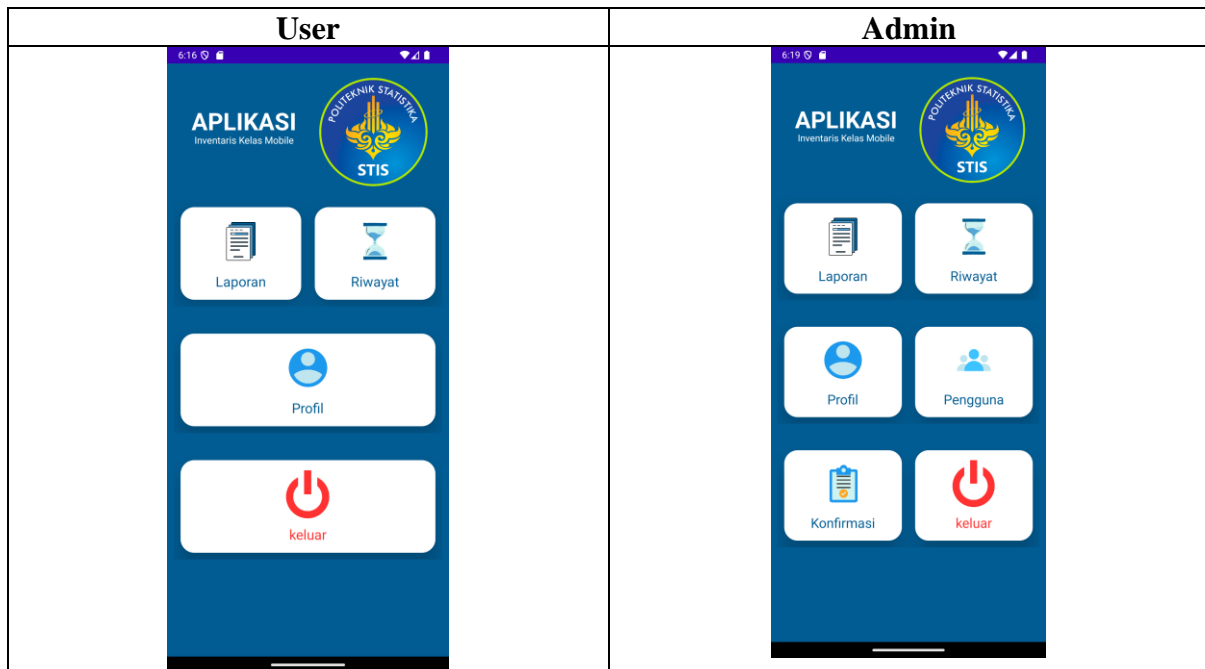 User
Admin
6:16
APLIKASI
Inventaris Kelas Mobile
POLITEKNIK STATISTIKA
STIS
Laporan
Riwayat
Profil
keluar
6:19
APLIKASI
Inventaris Kelas Mobile
POLITEKNIK STATISTIKA
STIS
Laporan
Riwayat
Profil
Pengguna
Konfirmasi
keluar